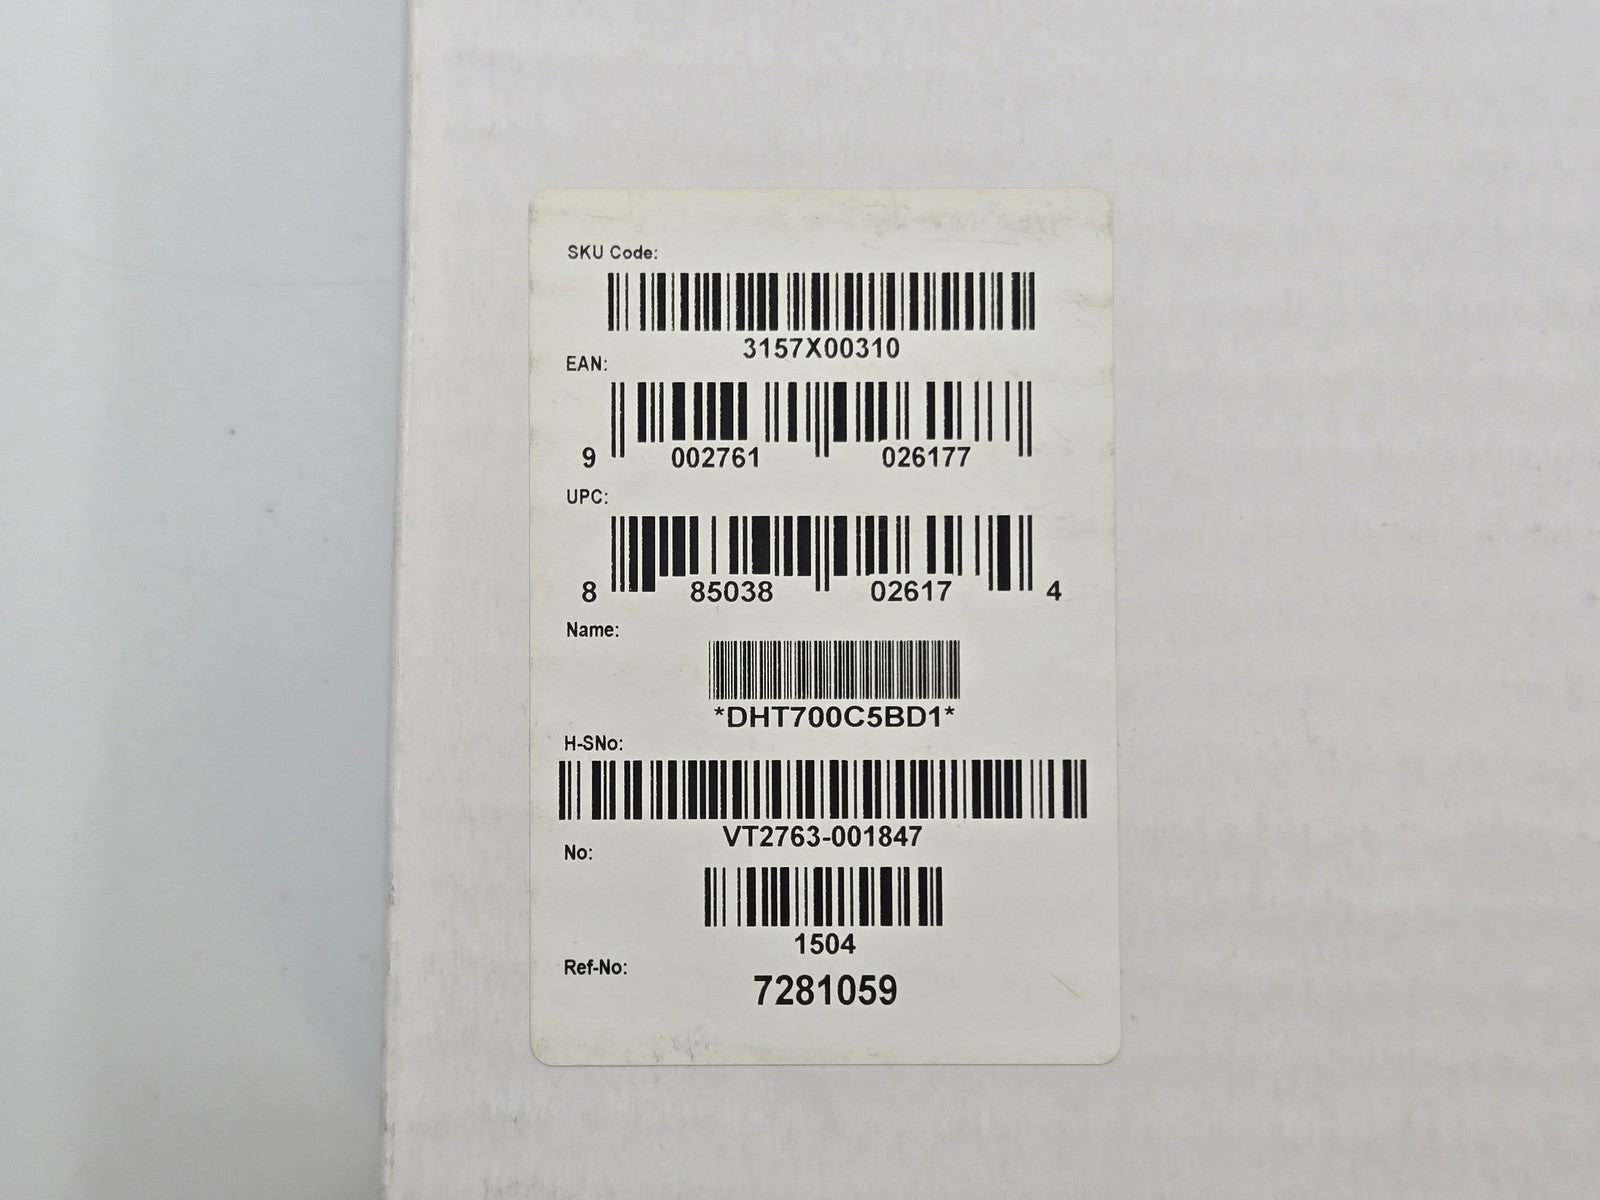 SKU Code:
3157X00310
EAN:
9 002761 026177
UPC:
8 85038 02617 4
Name:
*DHT700C5BD1*
H-SNo:
VT2763-001847
No:
1504
Ref-No:
7281059